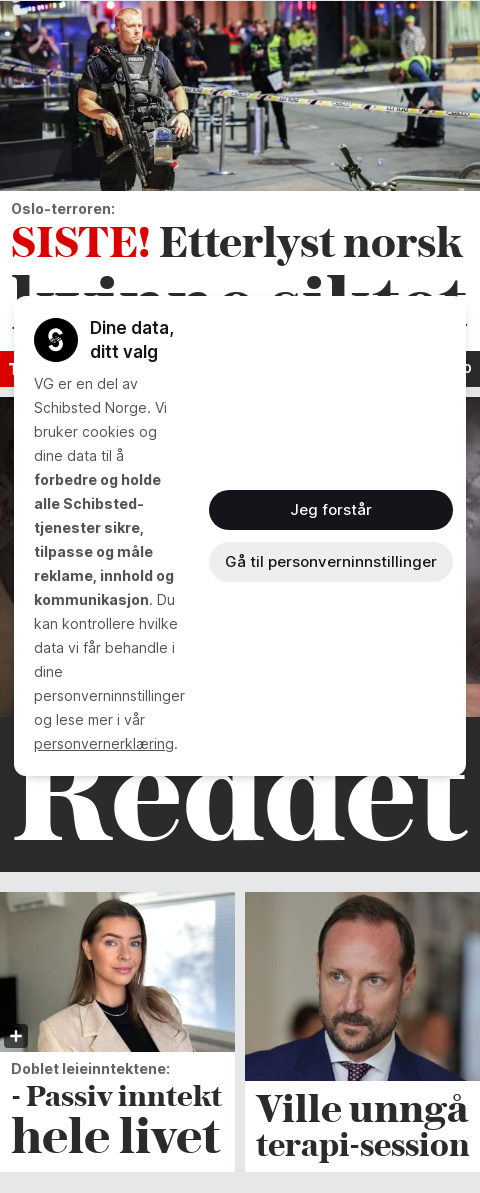 Oslo-terroren:
SISTE! Etterlyst norsk
kvinne siktet
Dine data,
ditt valg
VG er en del av
Schibsted Norge. Vi
bruker cookies og
dine data til å
forbedre og holde
alle Schibsted-
tjenester sikre,
tilpasse og måle
reklame, innhold og
kommunikasjon. Du
kan kontrollere hvilke
data vi får behandle i
dine
personverninnstillinger
og lese mer i vår
personvernerklæring.
Jeg forstår
Gå til personverninnstillinger
Reddet
Doblet leieinntektene:
- Passiv inntekt
hele livet
Ville unngå
terapi-session